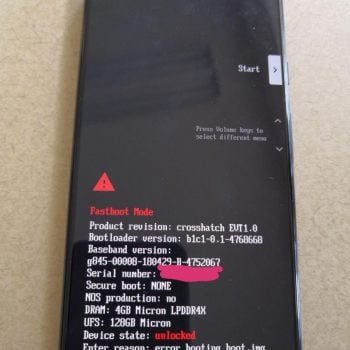 Start
Press Volume keys to
select different menu
Fastboot Mode
Product revision: crosshatch EVT1.0
Bootloader version: b1c1-0.1-4768668
Baseband version:
g845-00008-180429-B-4752067
Serial number:
Secure boot: NONE
NOS production: no
DRAM: 4GB Micron LPDDR4X
UFS: 128GB Micron
Device state: unlocked
Enter reason: error booting boot.img